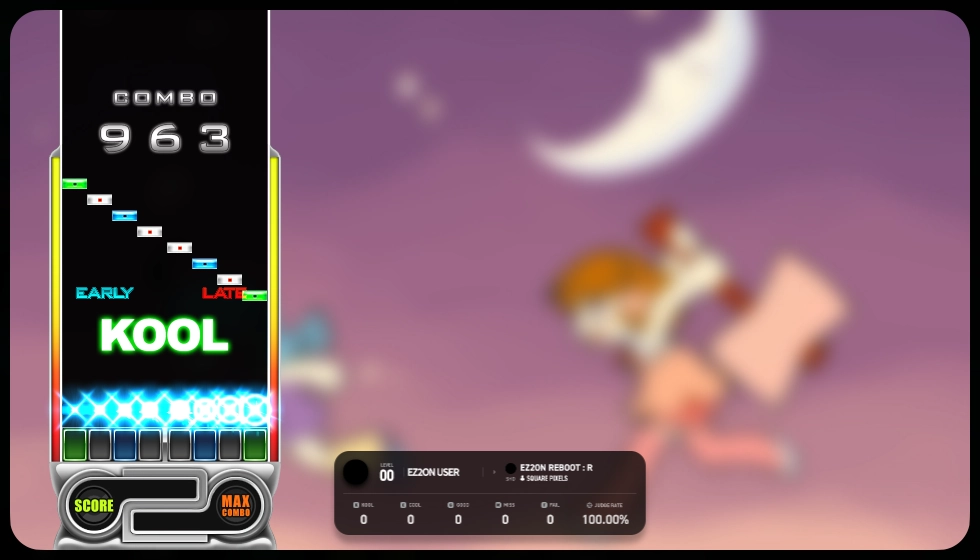 COMBO
963
EARLY LATE
KOOL
SCORE
MAX
COMBO
LEVEL
00 EZ2ON USER
EZ2ON REBOOT : R
SQUARE PIXELS
KOOL COOL GOOD MISS FAIL JUDGE RATE
0 0 0 0 0 100.00%